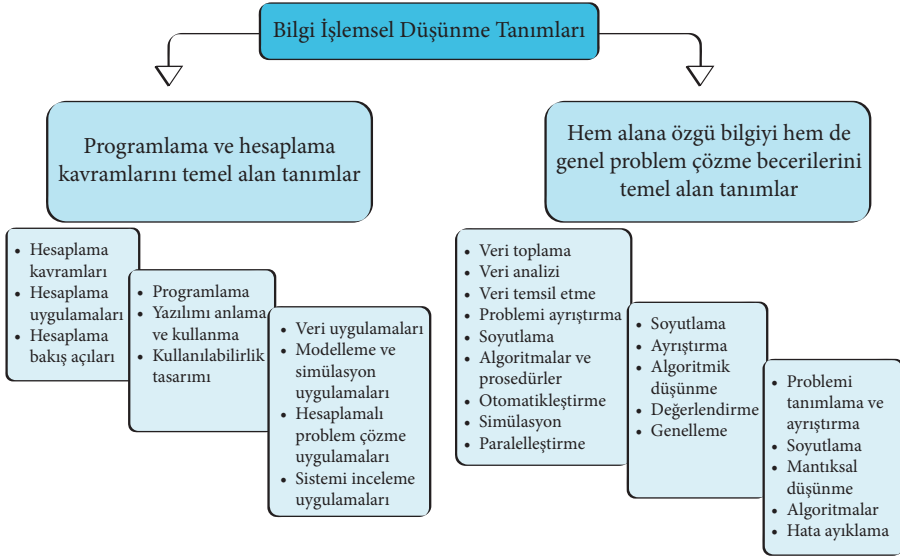 Bilgi İşlemsel Düşünme Tanımları
Programlama ve hesaplama
kavramlarını temel alan tanımlar
Hem alana özgü bilgiyi hem de
genel problem çözme becerilerini
temel alan tanımlar
• Hesaplama
kavramları
• Hesaplama
uygulamaları
• Hesaplama
bakış açıları
• Programlama
• Yazılımı anlama
ve kullanma
• Kullanılabilirlik
tasarımı
• Veri uygulamaları
• Modelleme ve
simülasyon
uygulamaları
• Hesaplamalı
problem çözme
uygulamaları
• Sistemi inceleme
uygulamaları
• Veri toplama
• Veri analizi
• Veri temsil etme
• Problemi ayrıştırma
• Soyutlama
• Algoritmalar ve
prosedürler
• Otomatikleştirme
• Simülasyon
• Paralelleştirme
• Soyutlama
• Ayrıştırma
• Algoritmik
düşünme
• Değerlendirme
• Genelleme
• Problemi
tanımlama ve
ayrıştırma
• Soyutlama
• Mantıksal
düşünme
• Algoritmalar
• Hata ayıklama